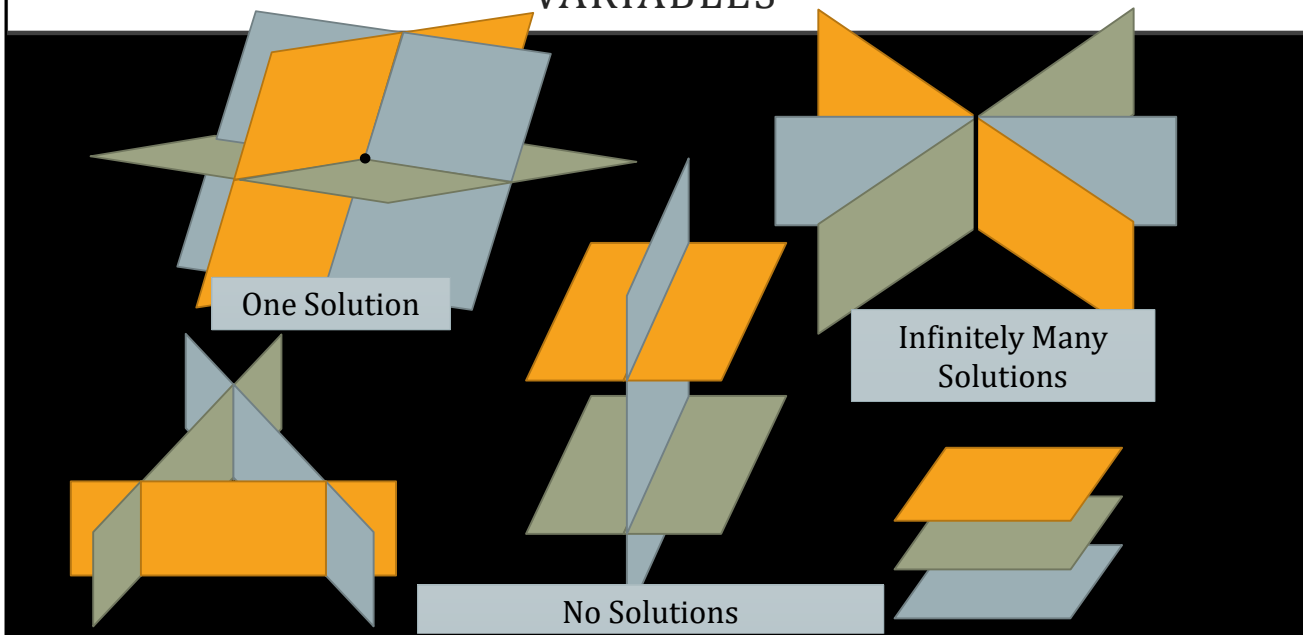 VARIABLES
One Solution
Infinitely Many
Solutions
No Solutions